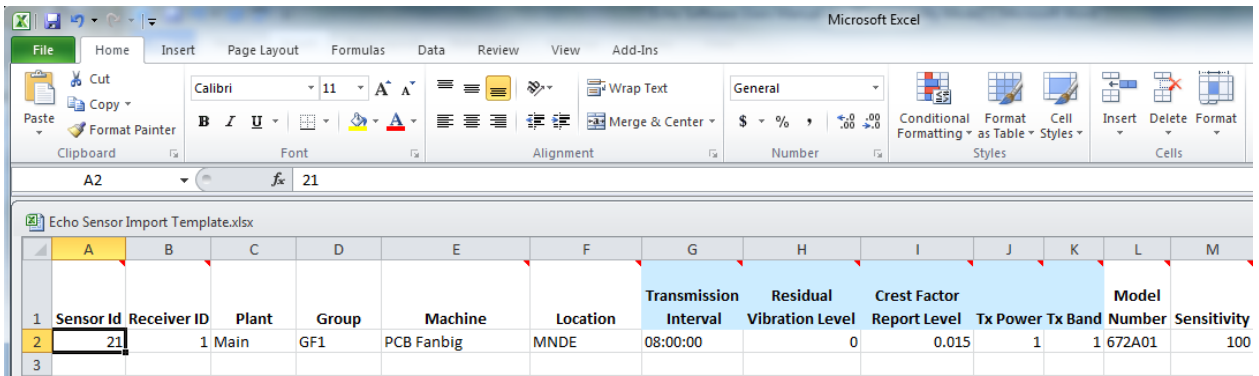 Microsoft Excel
File Home Insert Page Layout Formulas Data Review View Add-Ins
Cut
Copy
Format Painter
Paste
Clipboard
Calibri 11 A A
B I U A
Font
Wrap Text
Merge & Center
Alignment
General
$ % , .0 .00 .00 .0
Number
Conditional Formatting
Format as Table
Cell Styles
Styles
Insert Delete Format
Cells
A2 fx 21
Echo Sensor Import Template.xlsx
A B C D E F G H I J K L M
1 Sensor Id Receiver ID Plant Group Machine Location Transmission Interval Residual Vibration Level Crest Factor Report Level Tx Power Tx Band Model Number Sensitivity
2 21 1 Main GF1 PCB Fanbig MNDE 08:00:00 0 0.015 1 1 672A01 100
3